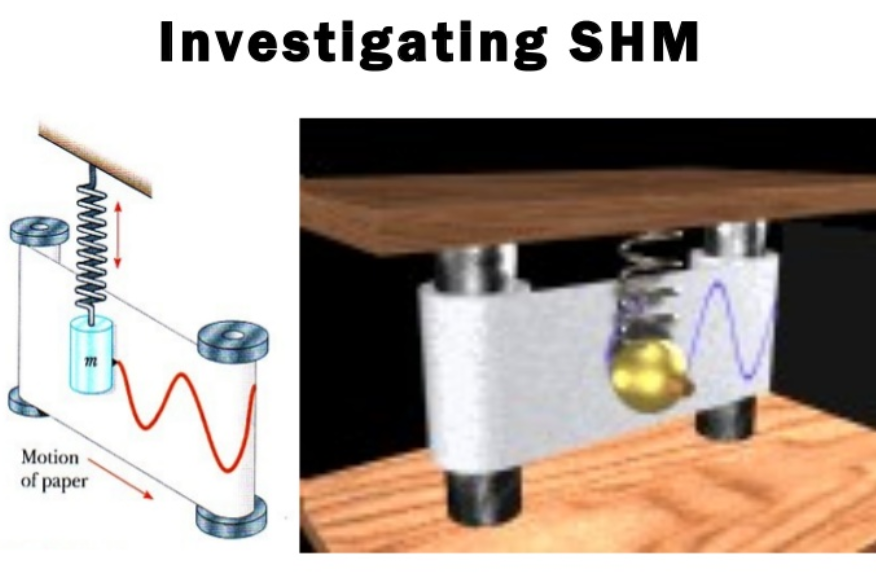 Investigating SHM
m
Motion
of paper